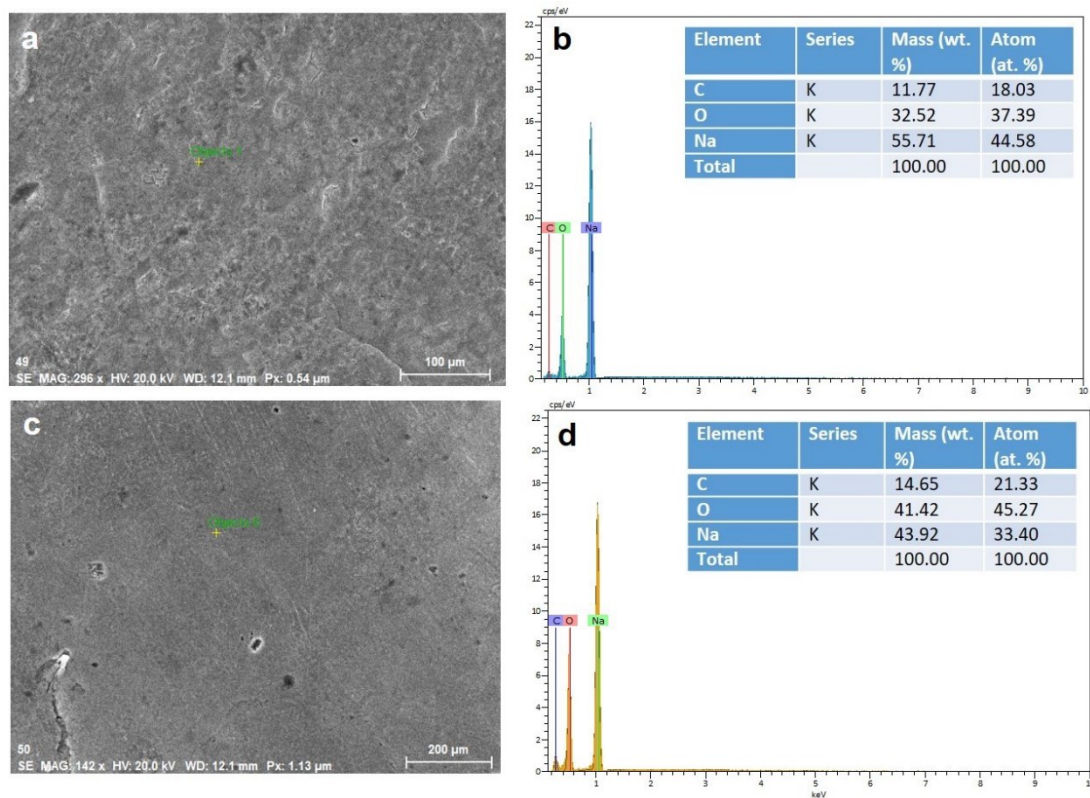 a
49
SE MAG: 296 x HV: 20.0 kV WD: 12.1 mm Px: 0.54 µm
100 µm
b
cps/eV
22
20
18
16
14
12
10
8
6
4
2
0
C O Na
1 2 3 4 5 6 7 8 9 10
Element Series Mass (wt. %) Atom (at. %)
C K 11.77 18.03
O K 32.52 37.39
Na K 55.71 44.58
Total 100.00 100.00
c
50
SE MAG: 142 x HV: 20.0 kV WD: 12.1 mm Px: 1.13 µm
200 µm
d
cps/eV
22
20
18
16
14
12
10
8
6
4
2
0
C O Na
1 2 3 4 5 6 7 8 9
keV
Element Series Mass (wt. %) Atom (at. %)
C K 14.65 21.33
O K 41.42 45.27
Na K 43.92 33.40
Total 100.00 100.00